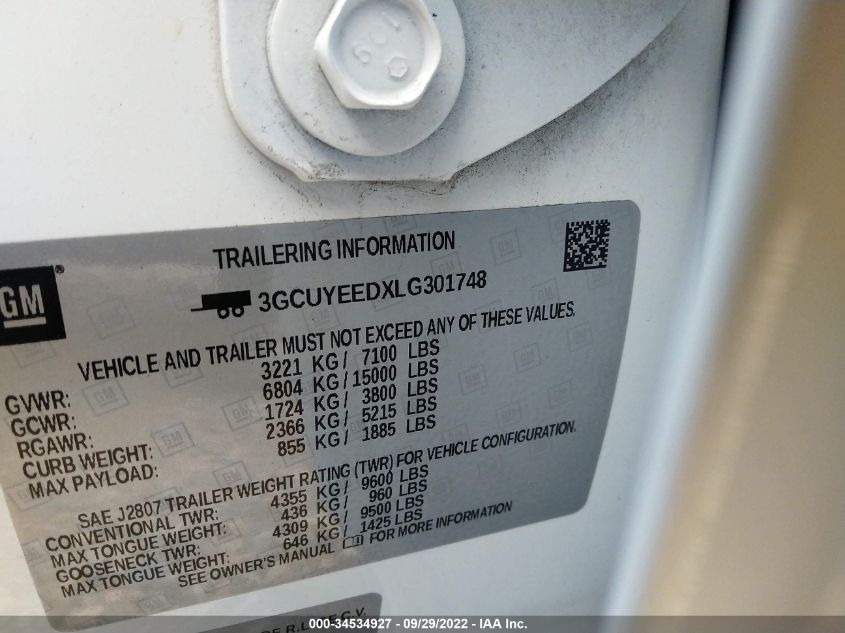 109
TRAILERING INFORMATION
GM®
3GCUYEEDXLG301748
VEHICLE AND TRAILER MUST NOT EXCEED ANY OF THESE VALUES.
GVWR: 3221 KG/ 7100 LBS
GCWR: 6804 KG/15000 LBS
RGAWR: 1724 KG/ 3800 LBS
CURB WEIGHT: 2366 KG/ 5215 LBS
MAX PAYLOAD: 855 KG/ 1885 LBS
SAE J2807 TRAILER WEIGHT RATING (TWR) FOR VEHICLE CONFIGURATION.
CONVENTIONAL TWR: 4355 KG/ 9600 LBS
MAX TONGUE WEIGHT: 436 KG/ 960 LBS
GOOSENECK TWR: 4309 KG/ 9500 LBS
MAX TONGUE WEIGHT: 646 KG/ 1425 LBS
SEE OWNER'S MANUAL FOR MORE INFORMATION
DE C.V.
000-34534927 - 09/29/2022 - IAA Inc.